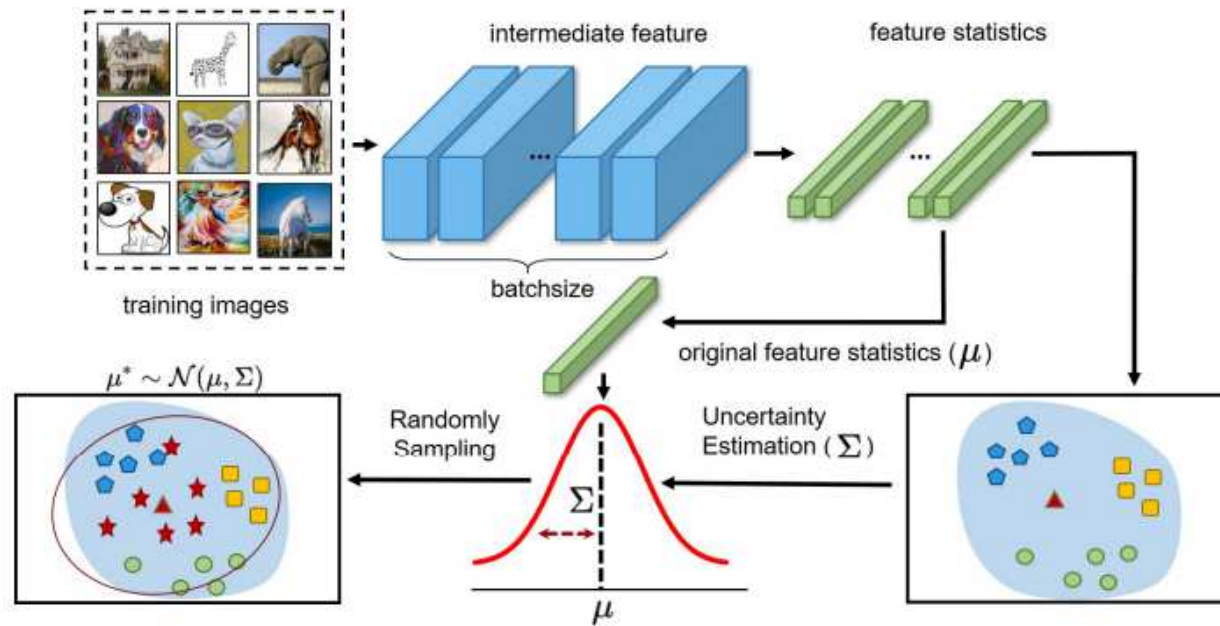 intermediate feature
feature statistics
...
...
batchsize
training images
original feature statistics (μ)
μ* ~ N(μ, Σ)
Randomly
Sampling
Uncertainty
Estimation (Σ)
Σ
μ